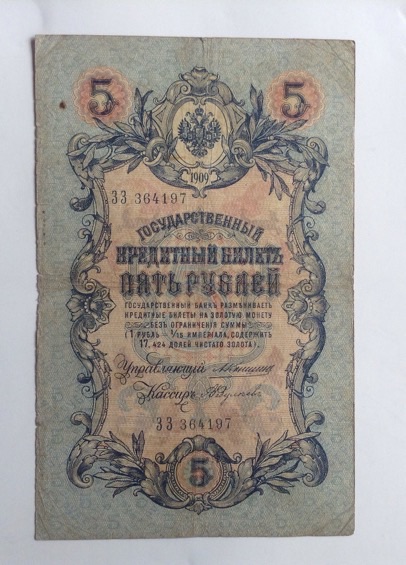 5 5
1909
ЗЗ 364197
ГОСУДАРСТВЕННЫЙ
КРЕДИТНЫЙ БИЛЕТЪ
ПЯТЬ РУБЛЕЙ
ГОСУДАРСТВЕННЫЙ БАНКЪ РАЗМѢНИВАЕТЪ
КРЕДИТНЫЕ БИЛЕТЫ НА ЗОЛОТУЮ МОНЕТУ
БЕЗЪ ОГРАНИЧЕНІЯ СУММЫ
(1 РУБЛЬ = 1/15 ИМПЕРІАЛА, СОДЕРЖИТЪ
17,424 ДОЛЕЙ ЧИСТАГО ЗОЛОТА).
Управляющій
Кассиръ
ЗЗ 364197
5